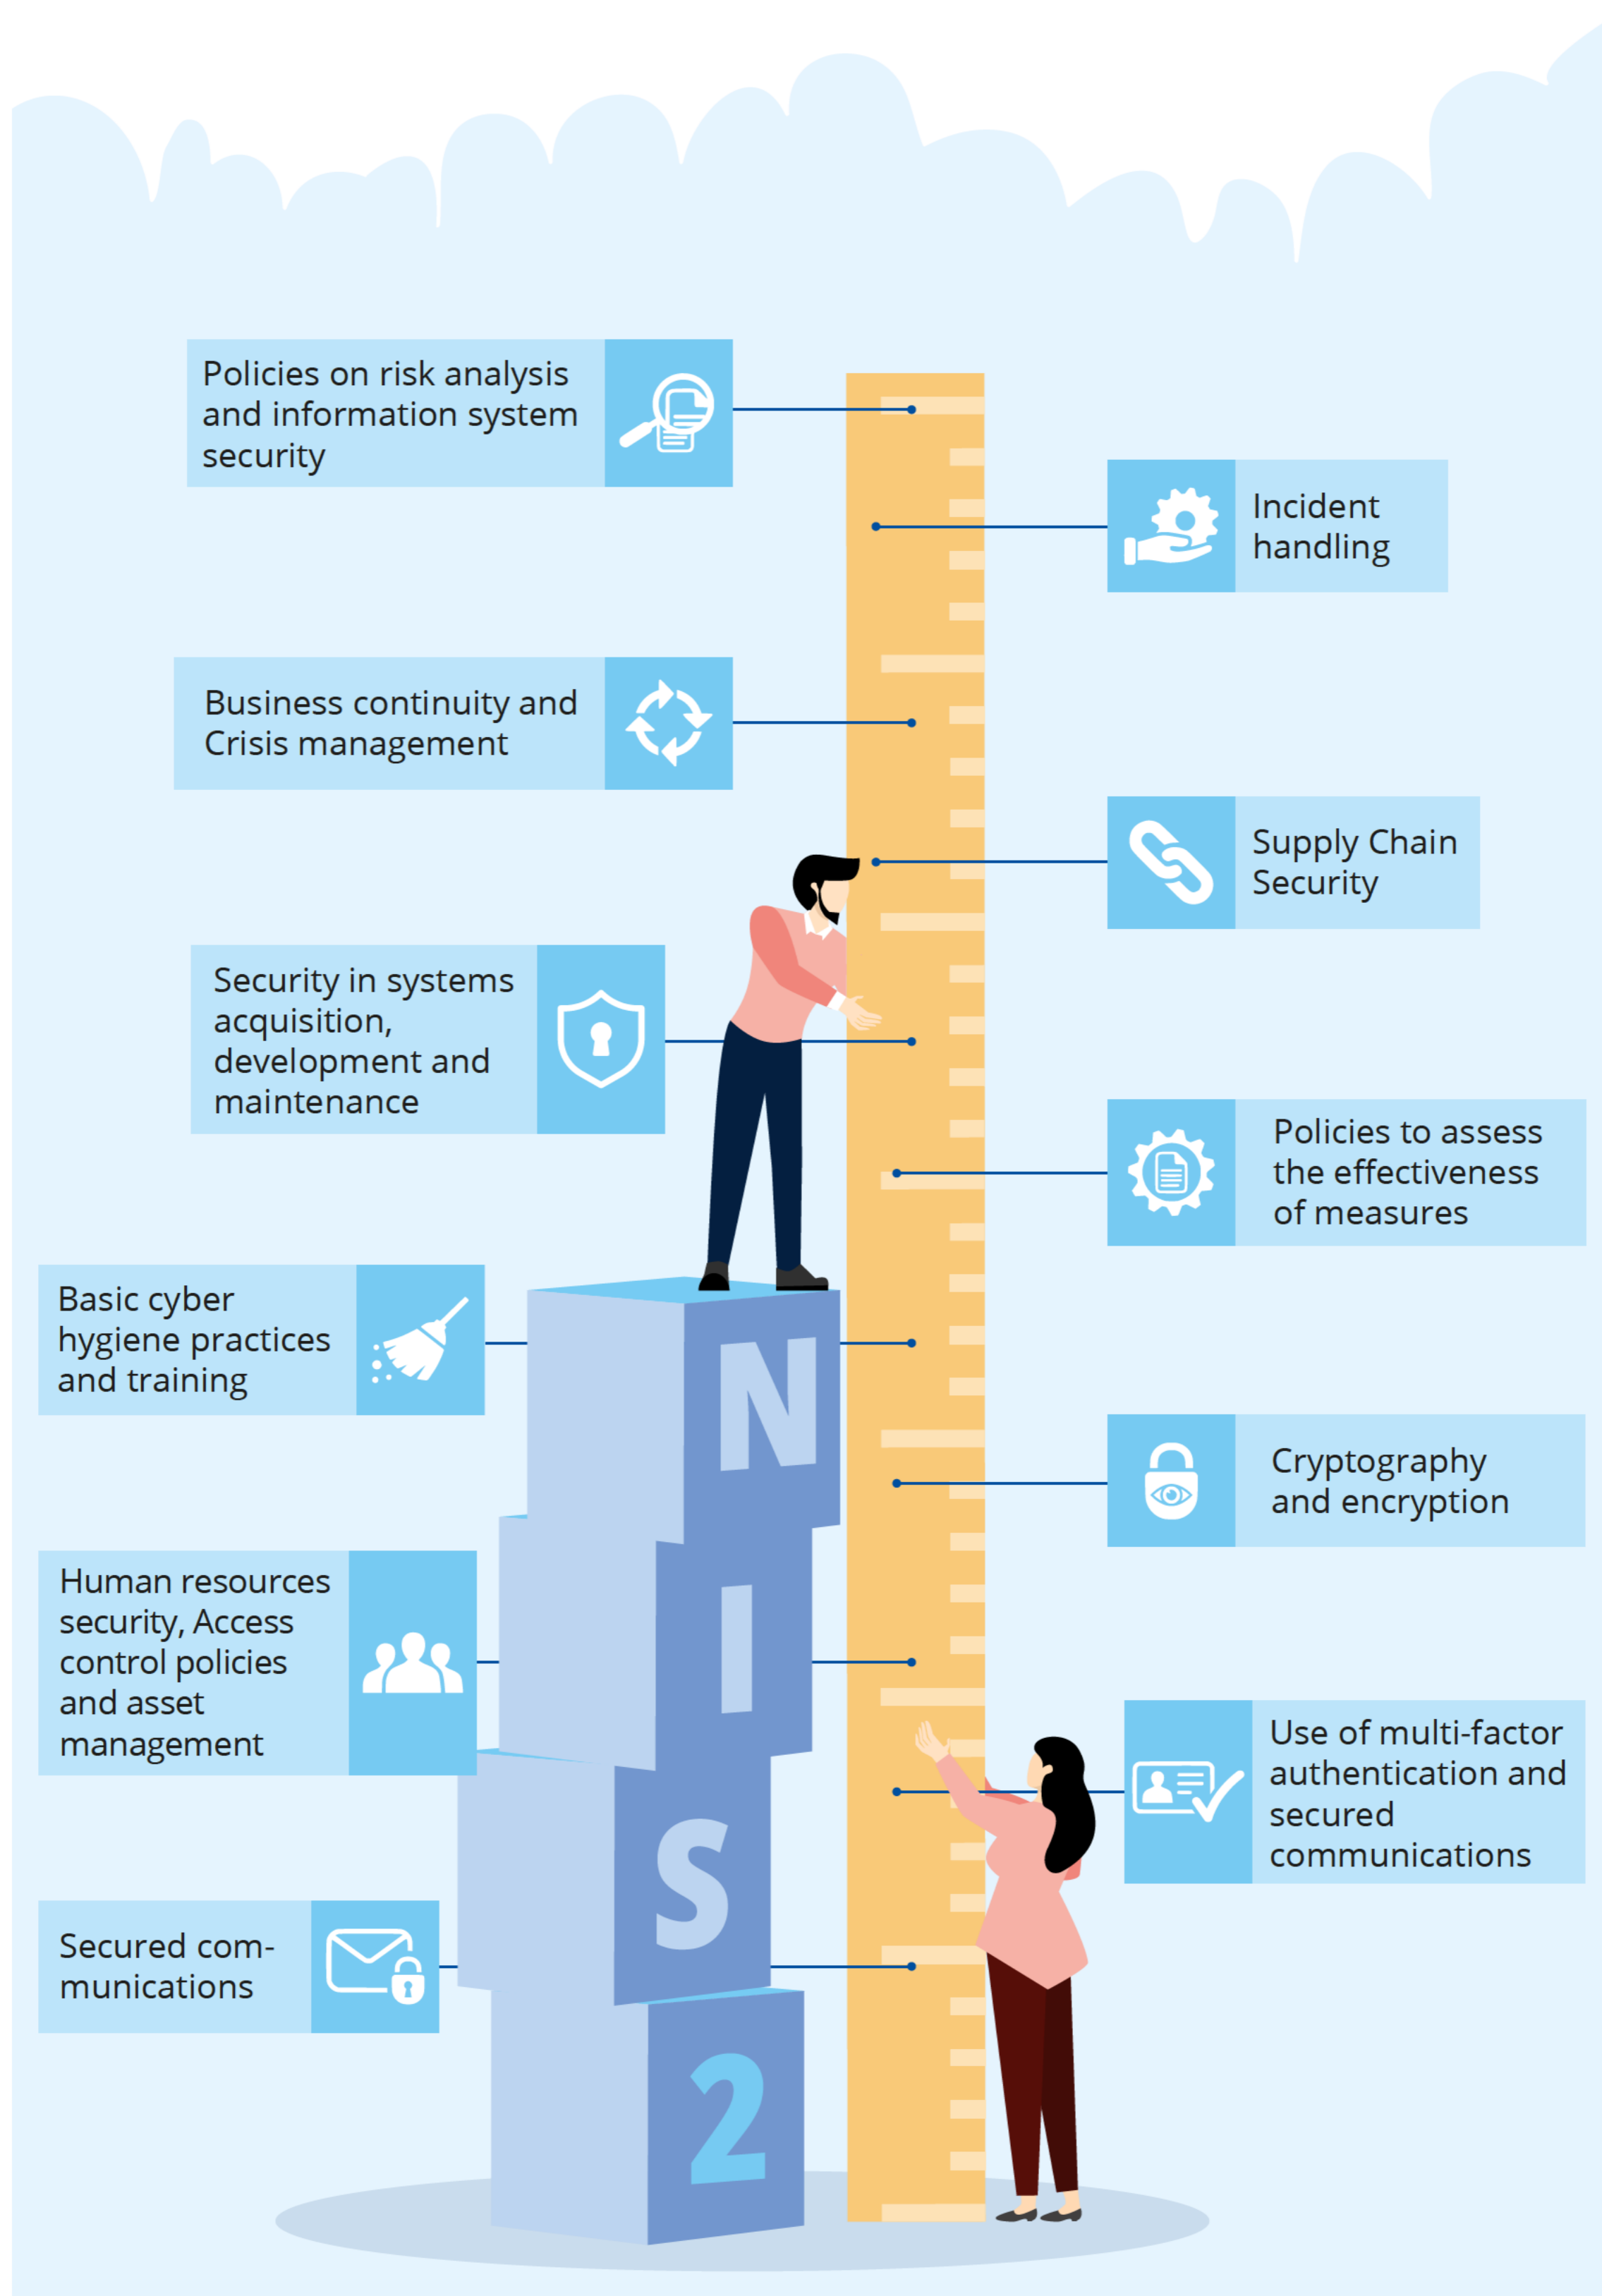 Policies on risk analysis
and information system
security
Incident
handling
Business continuity and
Crisis management
Supply Chain
Security
Security in systems
acquisition,
development and
maintenance
Policies to assess
the effectiveness
of measures
Basic cyber
hygiene practices
and training
Cryptography
and encryption
Human resources
security, Access
control policies
and asset
management
Use of multi-factor
authentication and
secured
communications
Secured com-
munications
N
I
S
2